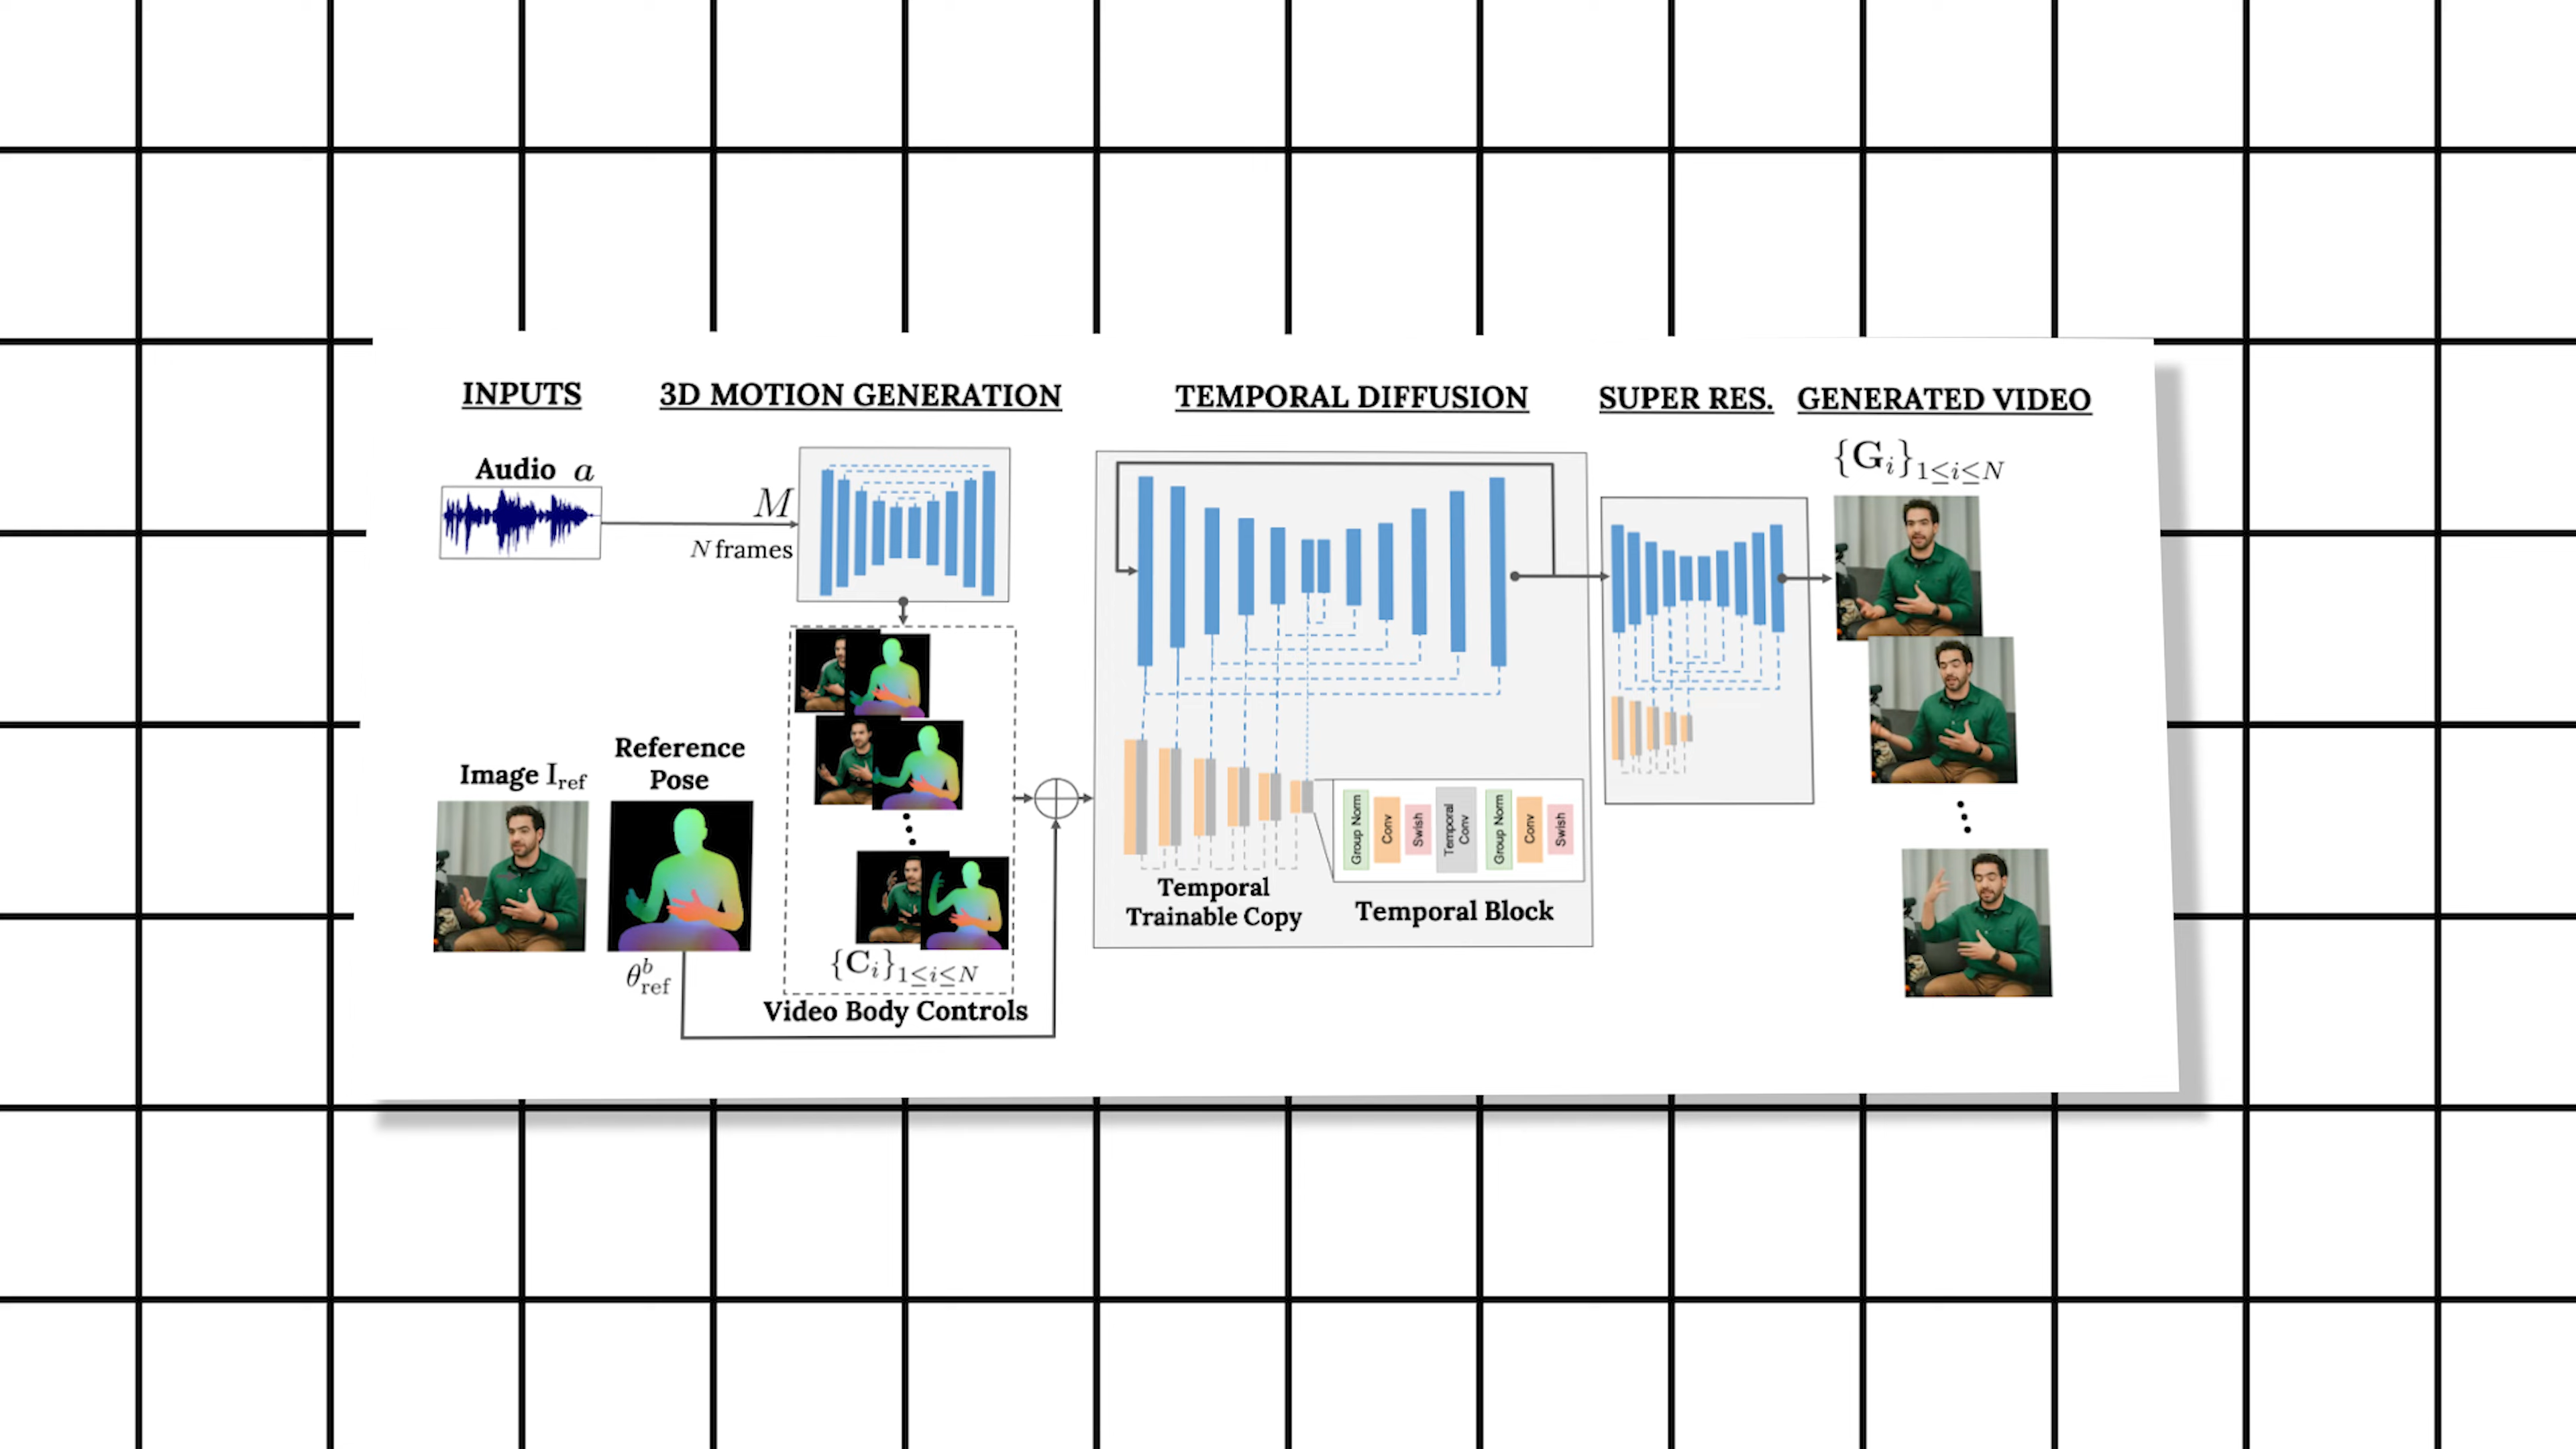 INPUTS
3D MOTION GENERATION
TEMPORAL DIFFUSION
SUPER RES.
GENERATED VIDEO
Audio a
M
N frames
Image I_ref
Reference
Pose
θ^b_ref
{C_i}_{1≤i≤N}
Video Body Controls
Temporal
Trainable Copy
Group Norm
Conv
Swish
Temporal
Conv
Group Norm
Conv
Swish
Temporal Block
{G_i}_{1≤i≤N}